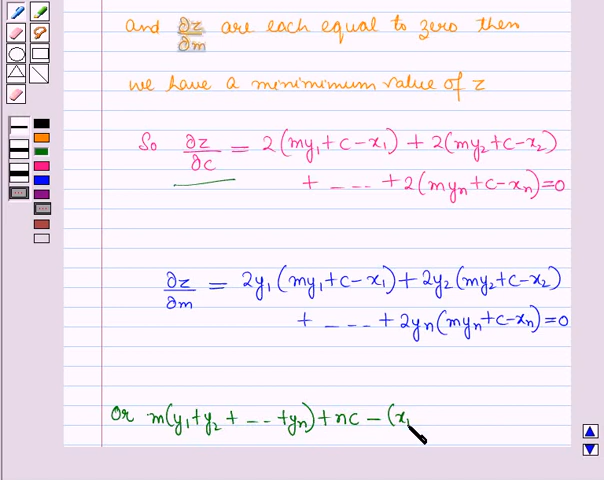 and ∂z/∂m are each equal to zero then
we have a minimimum value of z
So ∂z/∂c = 2(my₁+c-x₁) + 2(my₂+c-x₂)
+ - - - - + 2(myₙ+c-xₙ)=0
∂z/∂m = 2y₁(my₁+c-x₁)+2y₂(my₂+c-x₂)
+ - - - - + 2yₙ(myₙ+c-xₙ)=0
Or m(y₁+y₂ + - - - +yₙ)+nc - (x₁